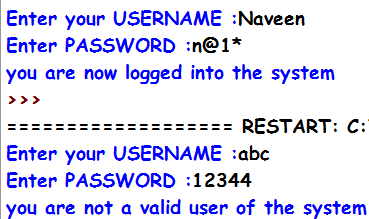 Enter your USERNAME :Naveen
Enter PASSWORD :n@1*
you are now logged into the system
>>>
=================== RESTART: C:
Enter your USERNAME :abc
Enter PASSWORD :12344
you are not a valid user of the system